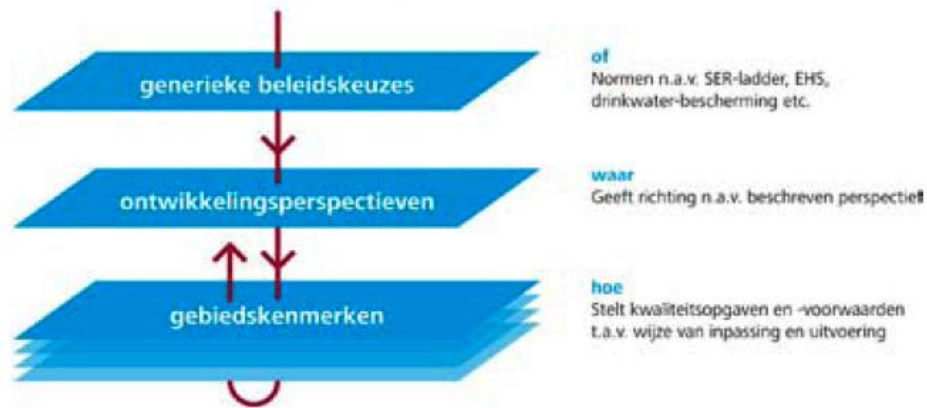 generieke beleidskeuzes
of
Normen n.a.v. SER-ladder, EHS,
drinkwater-bescherming etc.
ontwikkelingsperspectieven
waar
Geeft richting n.a.v. beschreven perspectief
gebiedskenmerken
hoe
Stelt kwaliteitsopgaven en -voorwaarden
t.a.v. wijze van inpassing en uitvoering